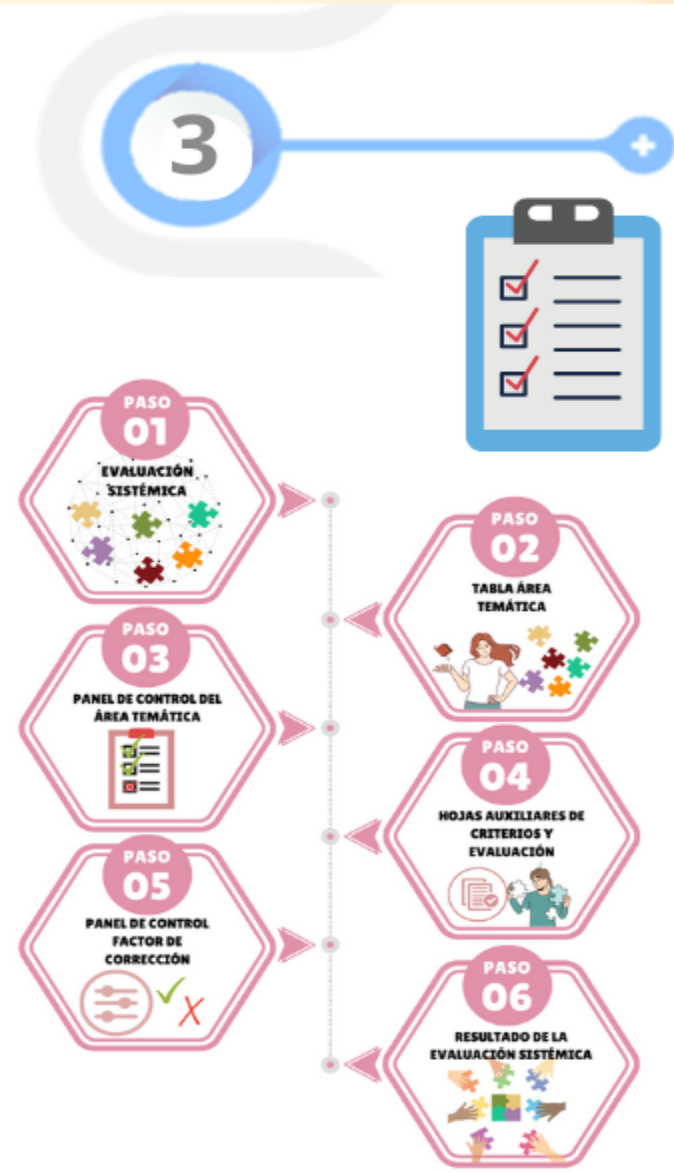 3
PASO
01
EVALUACIÓN
SISTÉMICA
PASO
02
TABLA ÁREA
TEMÁTICA
PASO
03
PANEL DE CONTROL DEL
ÁREA TEMÁTICA
PASO
04
HOJAS AUXILIARES DE
CRITERIOS Y
EVALUACIÓN
PASO
05
PANEL DE CONTROL
FACTOR DE
CORRECCIÓN
PASO
06
RESULTADO DE LA
EVALUACIÓN SISTÉMICA